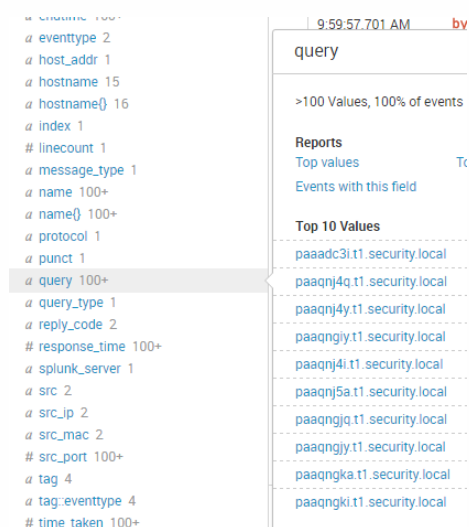 a endtime 100+
a eventtype 2
a host_addr 1
a hostname 15
a hostname{} 16
a index 1
# linecount 1
a message_type 1
a name 100+
a name{} 100+
a protocol 1
a punct 1
a query 100+
a query_type 1
a reply_code 2
# response_time 100+
a splunk_server 1
a src 2
a src_ip 2
a src_mac 2
# src_port 100+
a tag 4
a tag::eventtype 4
# time_taken 100+
9:59:57.701 AM by
query
>100 Values, 100% of events
Reports
Top values To
Events with this field
Top 10 Values
paaadc3i.t1.security.local
paaqnj4q.t1.security.local
paaqnj4y.t1.security.local
paaqngiy.t1.security.local
paaqnj4i.t1.security.local
paaqnj5a.t1.security.local
paaqngjq.t1.security.local
paaqngjy.t1.security.local
paaqngka.t1.security.local
paaqngki.t1.security.local